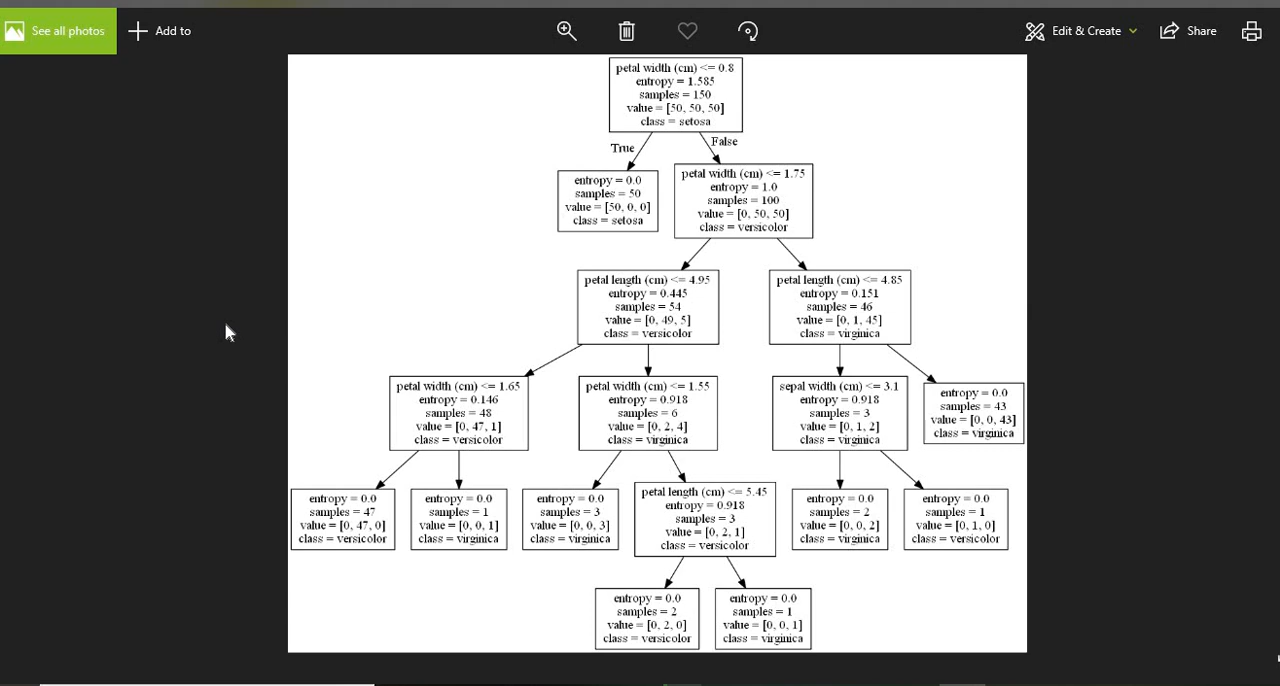 See all photos
Add to
Edit & Create
Share
petal width (cm) <= 0.8
entropy = 1.585
samples = 150
value = [50, 50, 50]
class = setosa
True
False
entropy = 0.0
samples = 50
value = [50, 0, 0]
class = setosa
petal width (cm) <= 1.75
entropy = 1.0
samples = 100
value = [0, 50, 50]
class = versicolor
petal length (cm) <= 4.95
entropy = 0.445
samples = 54
value = [0, 49, 5]
class = versicolor
petal length (cm) <= 4.85
entropy = 0.151
samples = 46
value = [0, 1, 45]
class = virginica
petal width (cm) <= 1.65
entropy = 0.146
samples = 48
value = [0, 47, 1]
class = versicolor
petal width (cm) <= 1.55
entropy = 0.918
samples = 6
value = [0, 2, 4]
class = virginica
sepal width (cm) <= 3.1
entropy = 0.918
samples = 3
value = [0, 1, 2]
class = virginica
entropy = 0.0
samples = 43
value = [0, 0, 43]
class = virginica
entropy = 0.0
samples = 47
value = [0, 47, 0]
class = versicolor
entropy = 0.0
samples = 1
value = [0, 0, 1]
class = virginica
entropy = 0.0
samples = 3
value = [0, 0, 3]
class = virginica
petal length (cm) <= 5.45
entropy = 0.918
samples = 3
value = [0, 2, 1]
class = versicolor
entropy = 0.0
samples = 2
value = [0, 0, 2]
class = virginica
entropy = 0.0
samples = 1
value = [0, 1, 0]
class = versicolor
entropy = 0.0
samples = 2
value = [0, 2, 0]
class = versicolor
entropy = 0.0
samples = 1
value = [0, 0, 1]
class = virginica